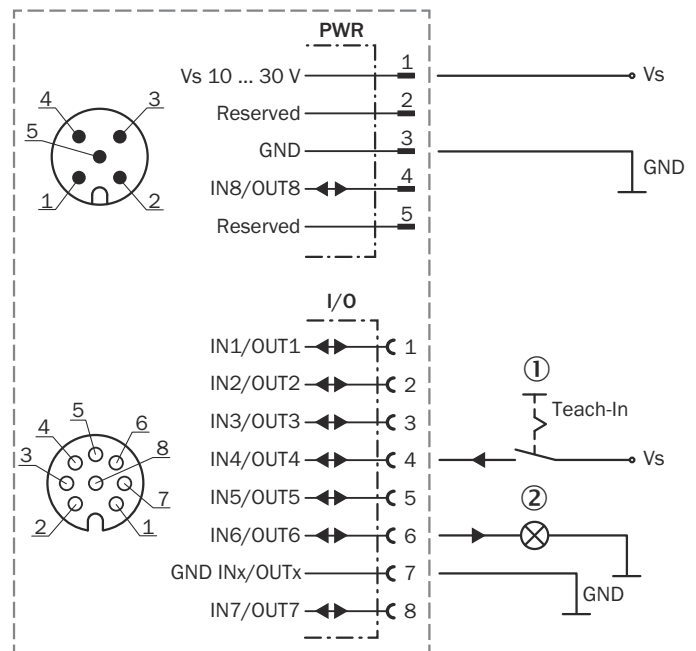 PWR
Vs 10 ... 30 V 1 Vs
Reserved 2
GND 3 GND
IN8/OUT8 4
Reserved 5
4 3
5
1 2
I/O
IN1/OUT1 1
IN2/OUT2 2
IN3/OUT3 3
IN4/OUT4 4
IN5/OUT5 5
IN6/OUT6 6
GND INx/OUTx 7 GND
IN7/OUT7 8
①
Teach-In
Vs
②
5 6
4 8
3 7
2 1